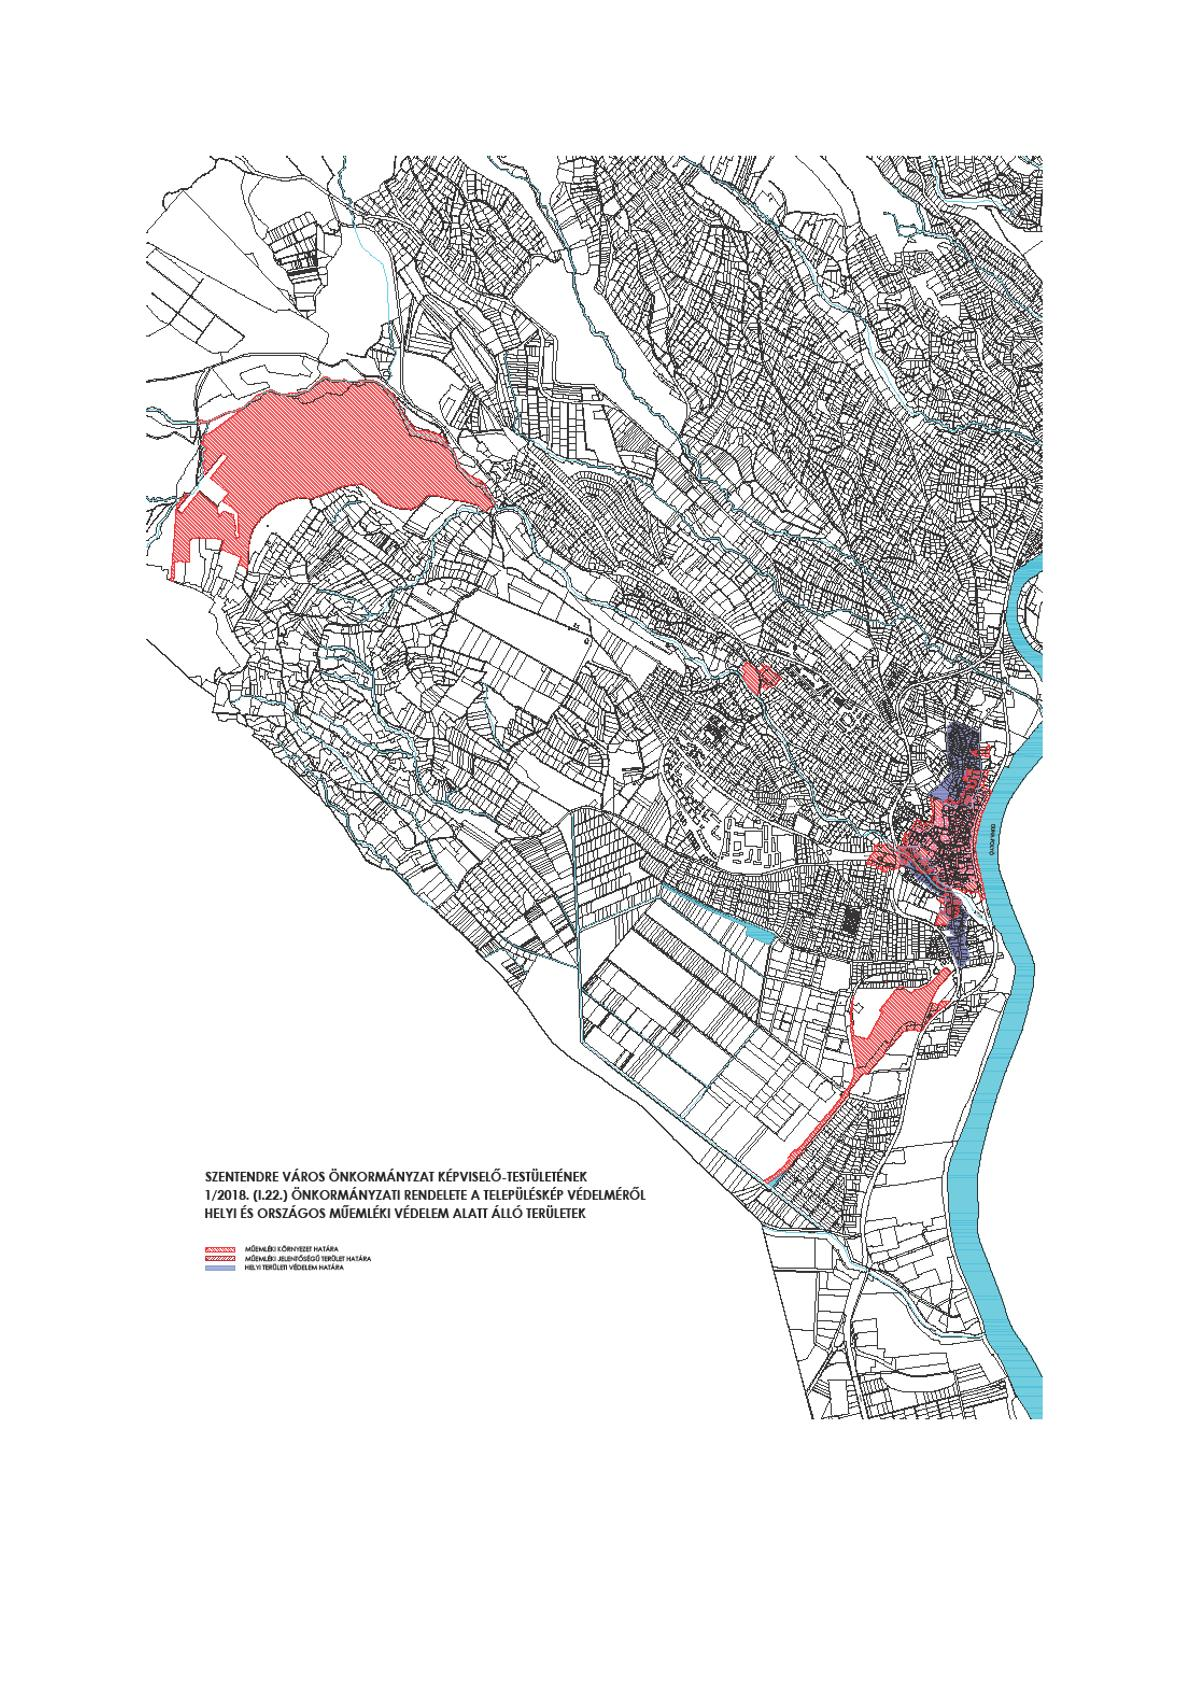 SZENTENDRE VÁROS ÖNKORMÁNYZAT KÉPVISELŐ-TESTÜLETÉNEK
1/2018. (I.22.) ÖNKORMÁNYZATI RENDELETE A TELEPÜLÉSKÉP VÉDELMÉRŐL
HELYI ÉS ORSZÁGOS MŰEMLÉKI VÉDELEM ALATT ÁLLÓ TERÜLETEK
MŰEMLÉKI KÖRNYEZET HATÁRA
MŰEMLÉKI JELENTŐSÉGŰ TERÜLET HATÁRA
HELYI TERÜLETI VÉDELEM HATÁRA